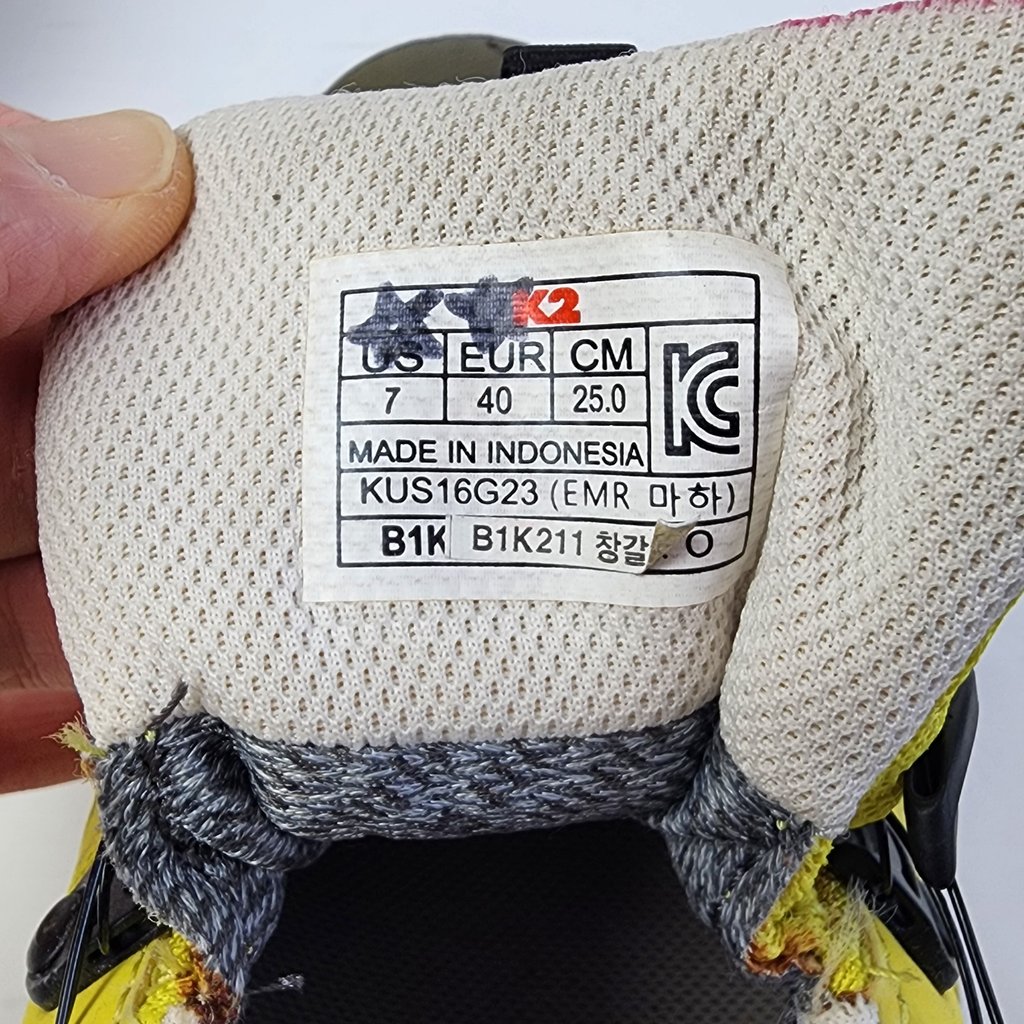 K2
US EUR CM
7 40 25.0
KC
MADE IN INDONESIA
KUS16G23 (EMR 마하)
B1K B1K211 창갈 O